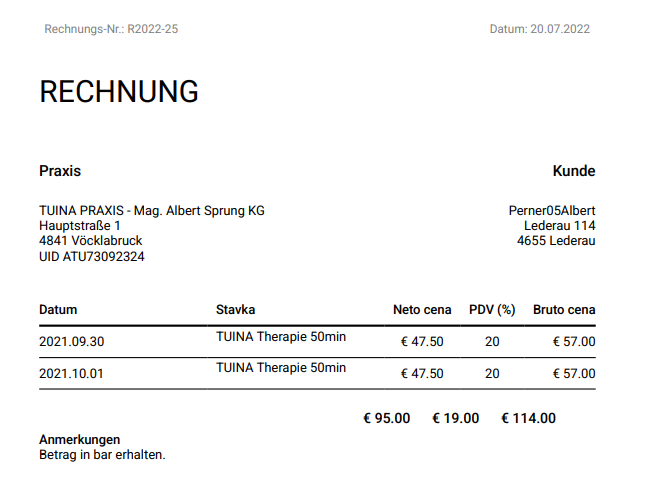 Rechnungs-Nr.: R2022-25 Datum: 20.07.2022
RECHNUNG
Praxis Kunde
TUINA PRAXIS - Mag. Albert Sprung KG Perner05Albert
Hauptstraße 1 Lederau 114
4841 Vöcklabruck 4655 Lederau
UID ATU73092324
Datum Stavka Neto cena PDV (%) Bruto cena
2021.09.30 TUINA Therapie 50min € 47.50 20 € 57.00
2021.10.01 TUINA Therapie 50min € 47.50 20 € 57.00
€ 95.00 € 19.00 € 114.00
Anmerkungen
Betrag in bar erhalten.